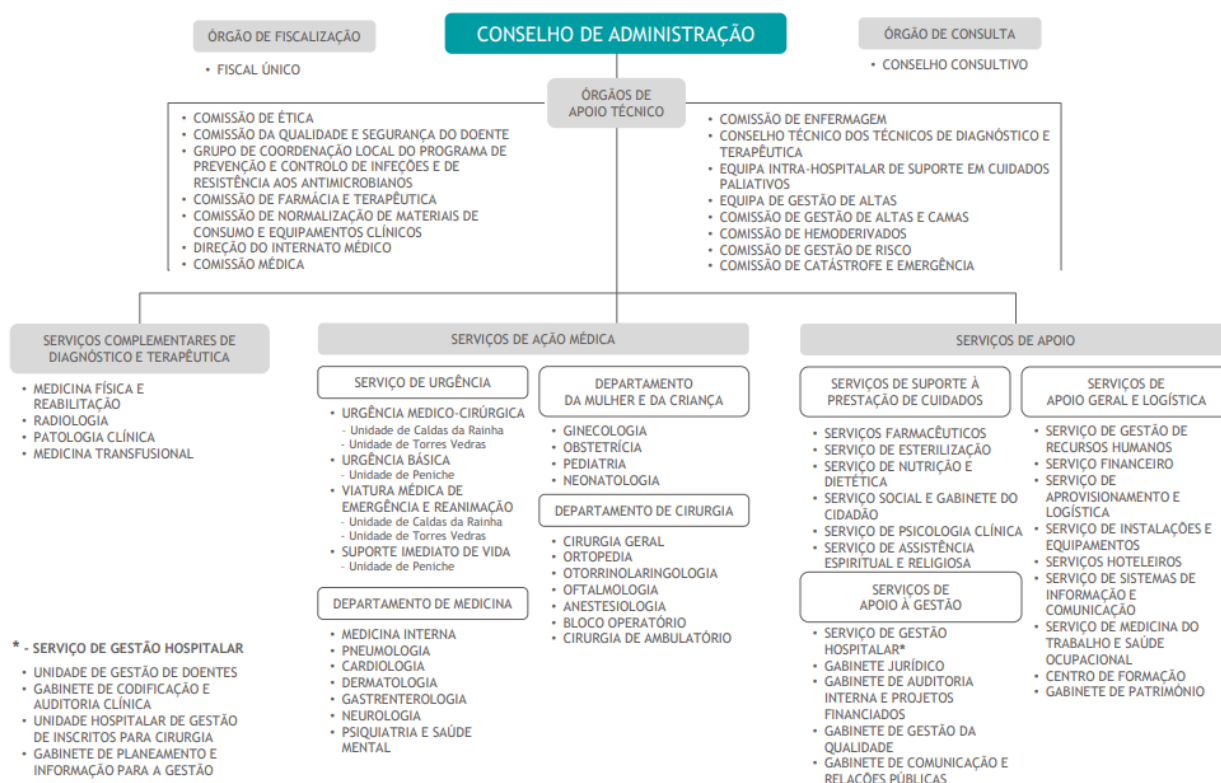 ÓRGÃO DE FISCALIZAÇÃO
• FISCAL ÚNICO
CONSELHO DE ADMINISTRAÇÃO
ÓRGÃO DE CONSULTA
• CONSELHO CONSULTIVO
ÓRGÃOS DE
APOIO TÉCNICO
• COMISSÃO DE ÉTICA
• COMISSÃO DA QUALIDADE E SEGURANÇA DO DOENTE
• GRUPO DE COORDENAÇÃO LOCAL DO PROGRAMA DE
PREVENÇÃO E CONTROLO DE INFEÇÕES E DE
RESISTÊNCIA AOS ANTIMICROBIANOS
• COMISSÃO DE FARMÁCIA E TERAPÊUTICA
• COMISSÃO DE NORMALIZAÇÃO DE MATERIAIS DE
CONSUMO E EQUIPAMENTOS CLÍNICOS
• DIREÇÃO DO INTERNATO MÉDICO
• COMISSÃO MÉDICA
• COMISSÃO DE ENFERMAGEM
• CONSELHO TÉCNICO DOS TÉCNICOS DE DIAGNÓSTICO E
TERAPÊUTICA
• EQUIPA INTRA-HOSPITALAR DE SUPORTE EM CUIDADOS
PALIATIVOS
• EQUIPA DE GESTÃO DE ALTAS
• COMISSÃO DE GESTÃO DE ALTAS E CAMAS
• COMISSÃO DE HEMODERIVADOS
• COMISSÃO DE GESTÃO DE RISCO
• COMISSÃO DE CATÁSTROFE E EMERGÊNCIA
SERVIÇOS COMPLEMENTARES DE
DIAGNÓSTICO E TERAPÊUTICA
• MEDICINA FÍSICA E
REABILITAÇÃO
• RADIOLOGIA
• PATOLOGIA CLÍNICA
• MEDICINA TRANSFUSIONAL
SERVIÇOS DE AÇÃO MÉDICA
SERVIÇO DE URGÊNCIA
• URGÊNCIA MEDICO-CIRÚRGICA
- Unidade de Caldas da Rainha
- Unidade de Torres Vedras
• URGÊNCIA BÁSICA
- Unidade de Peniche
• VIATURA MÉDICA DE
EMERGÊNCIA E REANIMAÇÃO
- Unidade de Caldas da Rainha
- Unidade de Torres Vedras
• SUPORTE IMEDIATO DE VIDA
- Unidade de Peniche
DEPARTAMENTO DE MEDICINA
• MEDICINA INTERNA
• PNEUMOLOGIA
• CARDIOLOGIA
• DERMATOLOGIA
• GASTRENTEROLOGIA
• NEUROLOGIA
• PSIQUIATRIA E SAÚDE
MENTAL
DEPARTAMENTO
DA MULHER E DA CRIANÇA
• GINECOLOGIA
• OBSTETRÍCIA
• PEDIATRIA
• NEONATOLOGIA
DEPARTAMENTO DE CIRURGIA
• CIRURGIA GERAL
• ORTOPEDIA
• OTORRINOLARINGOLOGIA
• OFTALMOLOGIA
• ANESTESIOLOGIA
• BLOCO OPERATÓRIO
• CIRURGIA DE AMBULATÓRIO
SERVIÇOS DE APOIO
SERVIÇOS DE SUPORTE À
PRESTAÇÃO DE CUIDADOS
• SERVIÇOS FARMACÊUTICOS
• SERVIÇO DE ESTERILIZAÇÃO
• SERVIÇO DE NUTRIÇÃO E
DIETÉTICA
• SERVIÇO SOCIAL E GABINETE DO
CIDADÃO
• SERVIÇO DE PSICOLOGIA CLÍNICA
• SERVIÇO DE ASSISTÊNCIA
ESPIRITUAL E RELIGIOSA
SERVIÇOS DE
APOIO À GESTÃO
• SERVIÇO DE GESTÃO
HOSPITALAR*
• GABINETE JURÍDICO
• GABINETE DE AUDITORIA
INTERNA E PROJETOS
FINANCIADOS
• GABINETE DE GESTÃO DA
QUALIDADE
• GABINETE DE COMUNICAÇÃO E
RELAÇÕES PÚBLICAS
SERVIÇOS DE
APOIO GERAL E LOGÍSTICA
• SERVIÇO DE GESTÃO DE
RECURSOS HUMANOS
• SERVIÇO FINANCEIRO
• SERVIÇO DE
APROVISIONAMENTO E
LOGÍSTICA
• SERVIÇO DE INSTALAÇÕES E
EQUIPAMENTOS
• SERVIÇOS HOTELEIROS
• SERVIÇO DE SISTEMAS DE
INFORMAÇÃO E
COMUNICAÇÃO
• SERVIÇO DE MEDICINA DO
TRABALHO E SAÚDE
OCUPACIONAL
• CENTRO DE FORMAÇÃO
• GABINETE DE PATRIMÓNIO
* - SERVIÇO DE GESTÃO HOSPITALAR
• UNIDADE DE GESTÃO DE DOENTES
• GABINETE DE CODIFICAÇÃO E
AUDITORIA CLÍNICA
• UNIDADE HOSPITALAR DE GESTÃO
DE INSCRITOS PARA CIRURGIA
• GABINETE DE PLANEAMENTO E
INFORMAÇÃO PARA A GESTÃO